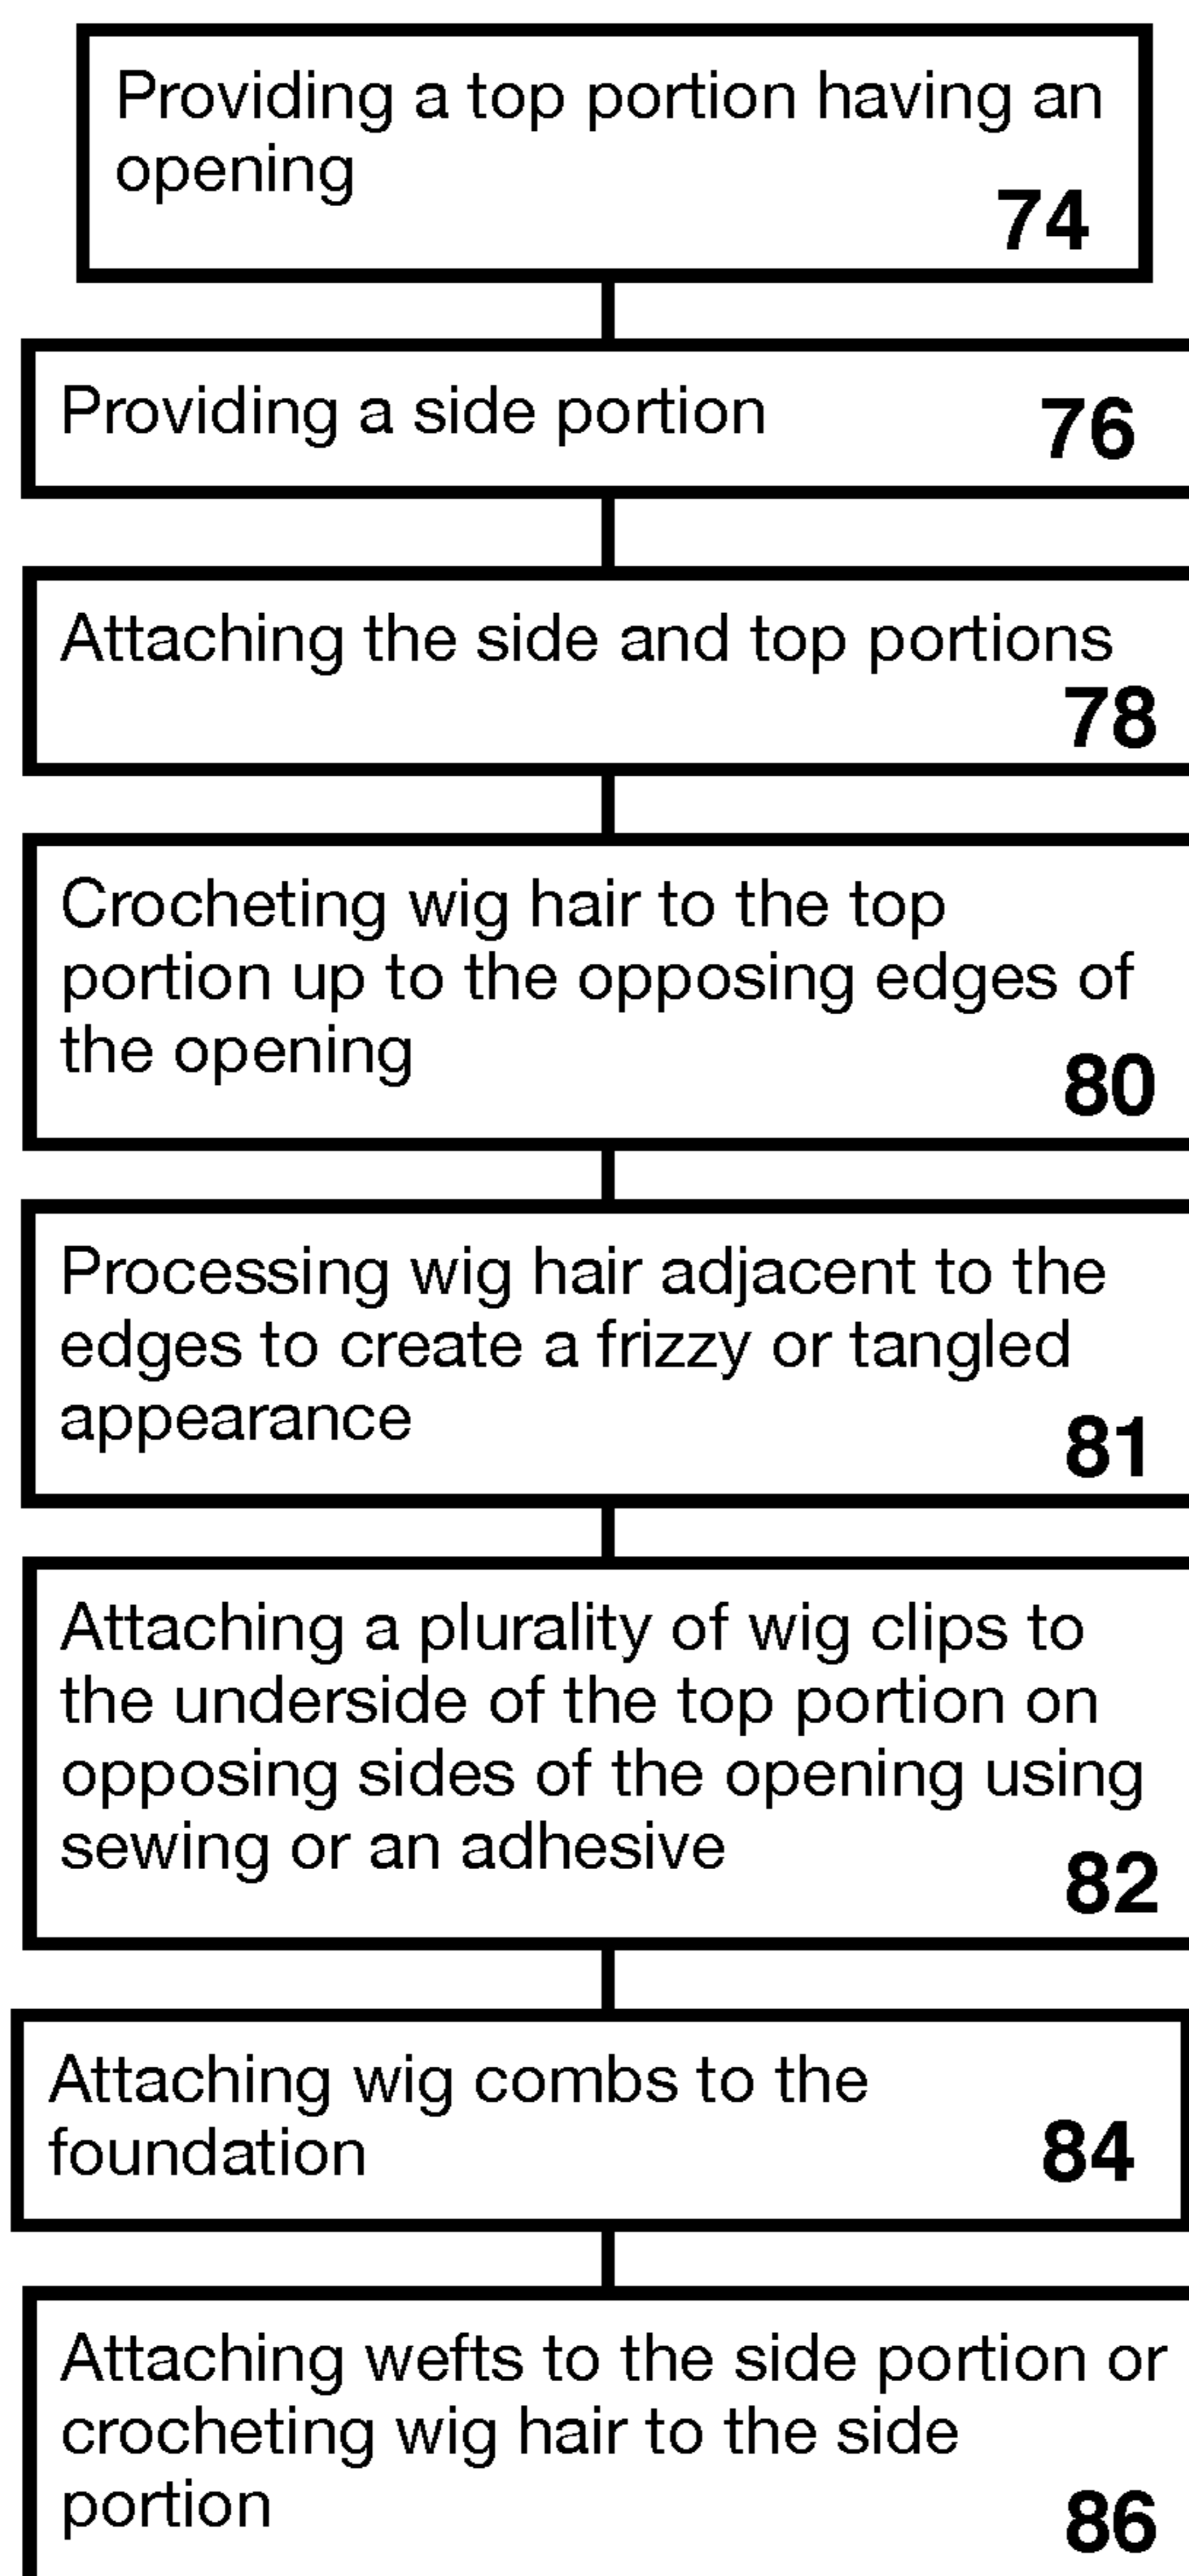 Providing a top portion having an
opening
74
Providing a side portion
76
Attaching the side and top portions
78
Crocheting wig hair to the top
portion up to the opposing edges of
the opening
80
Processing wig hair adjacent to the
edges to create a frizzy or tangled
appearance
81
Attaching a plurality of wig clips to
the underside of the top portion on
opposing sides of the opening using
sewing or an adhesive
82
Attaching wig combs to the
foundation
84
Attaching wefts to the side portion or
crocheting wig hair to the side
portion
86